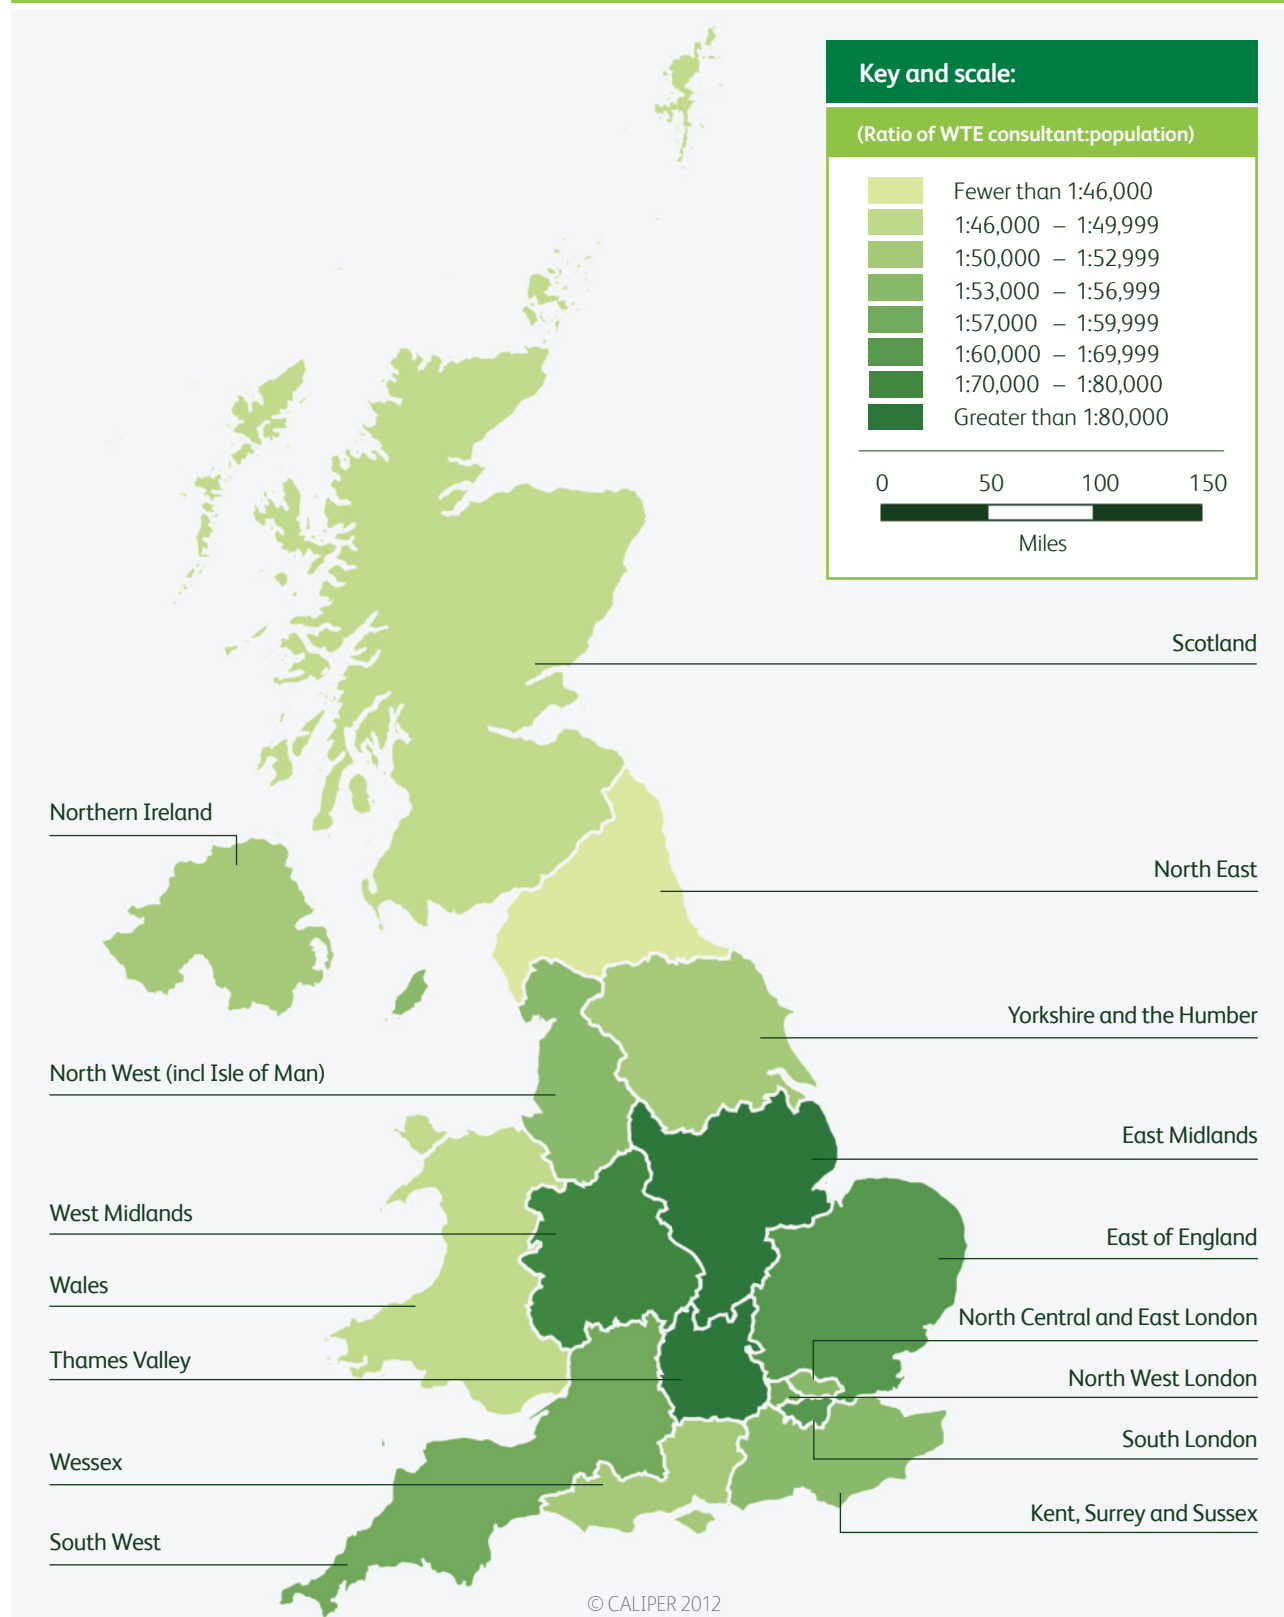 Key and scale:
(Ratio of WTE consultant:population)
Fewer than 1:46,000
1:46,000 – 1:49,999
1:50,000 – 1:52,999
1:53,000 – 1:56,999
1:57,000 – 1:59,999
1:60,000 – 1:69,999
1:70,000 – 1:80,000
Greater than 1:80,000
0 50 100 150
Miles
Scotland
Northern Ireland
North East
Yorkshire and the Humber
North West (incl Isle of Man)
East Midlands
West Midlands
East of England
Wales
North Central and East London
Thames Valley
North West London
South London
Wessex
Kent, Surrey and Sussex
South West
© CALIPER 2012